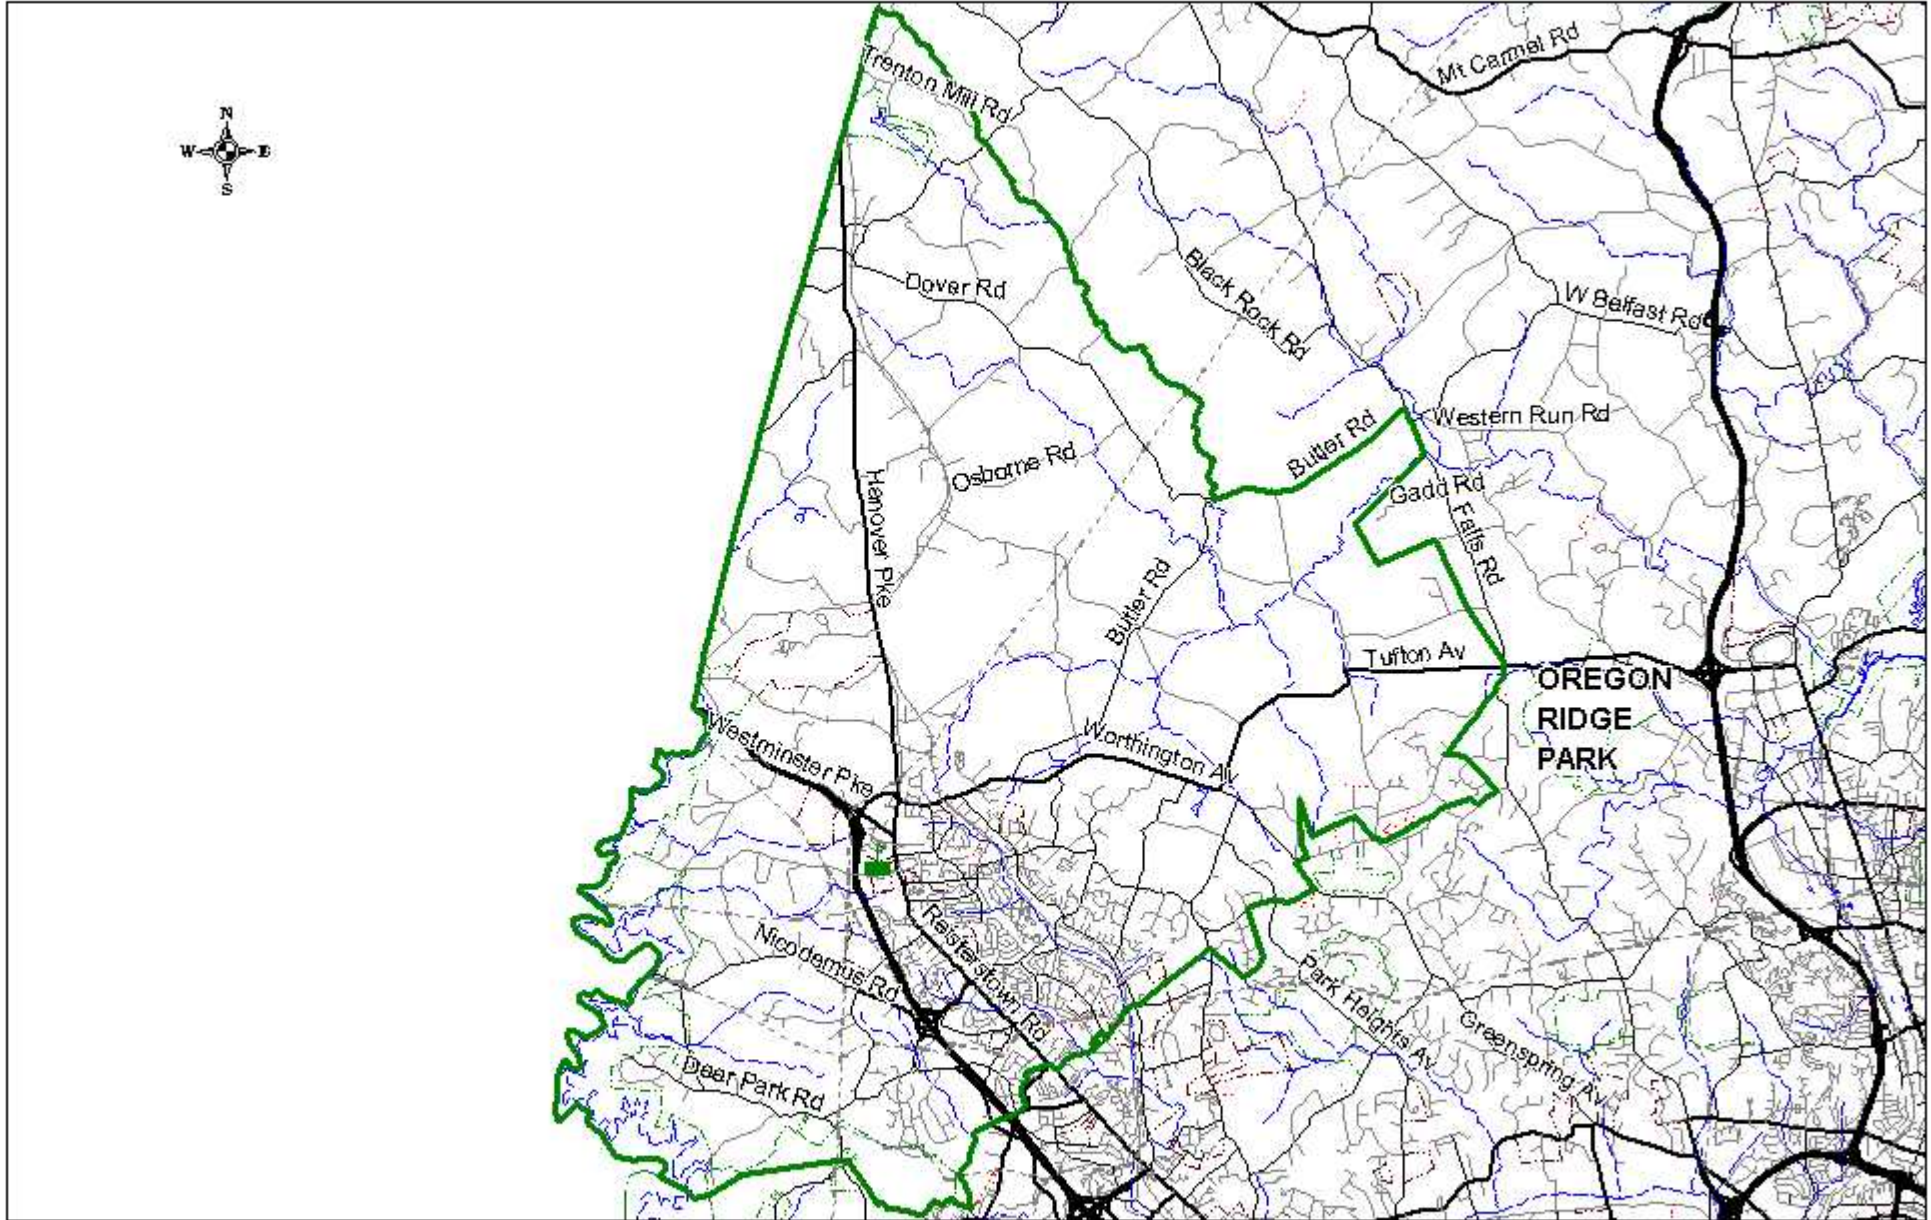 Mt Carmel Rd
Trenton Mill Rd
N
W
E
S
Black Rock Rd
Dover Rd
W Belfast Rd
Butler Rd
Western Run Rd
Osborne Rd
Gadd Rd
Hanover Pke
Falls Rd
Butler Rd
Tufton Av
OREGON
RIDGE
PARK
Westminster Pke
Worthington Av
Reisterstown Rd
Nicodemus Rd
Park Heights Av
Greenspring Av
Deer Park Rd